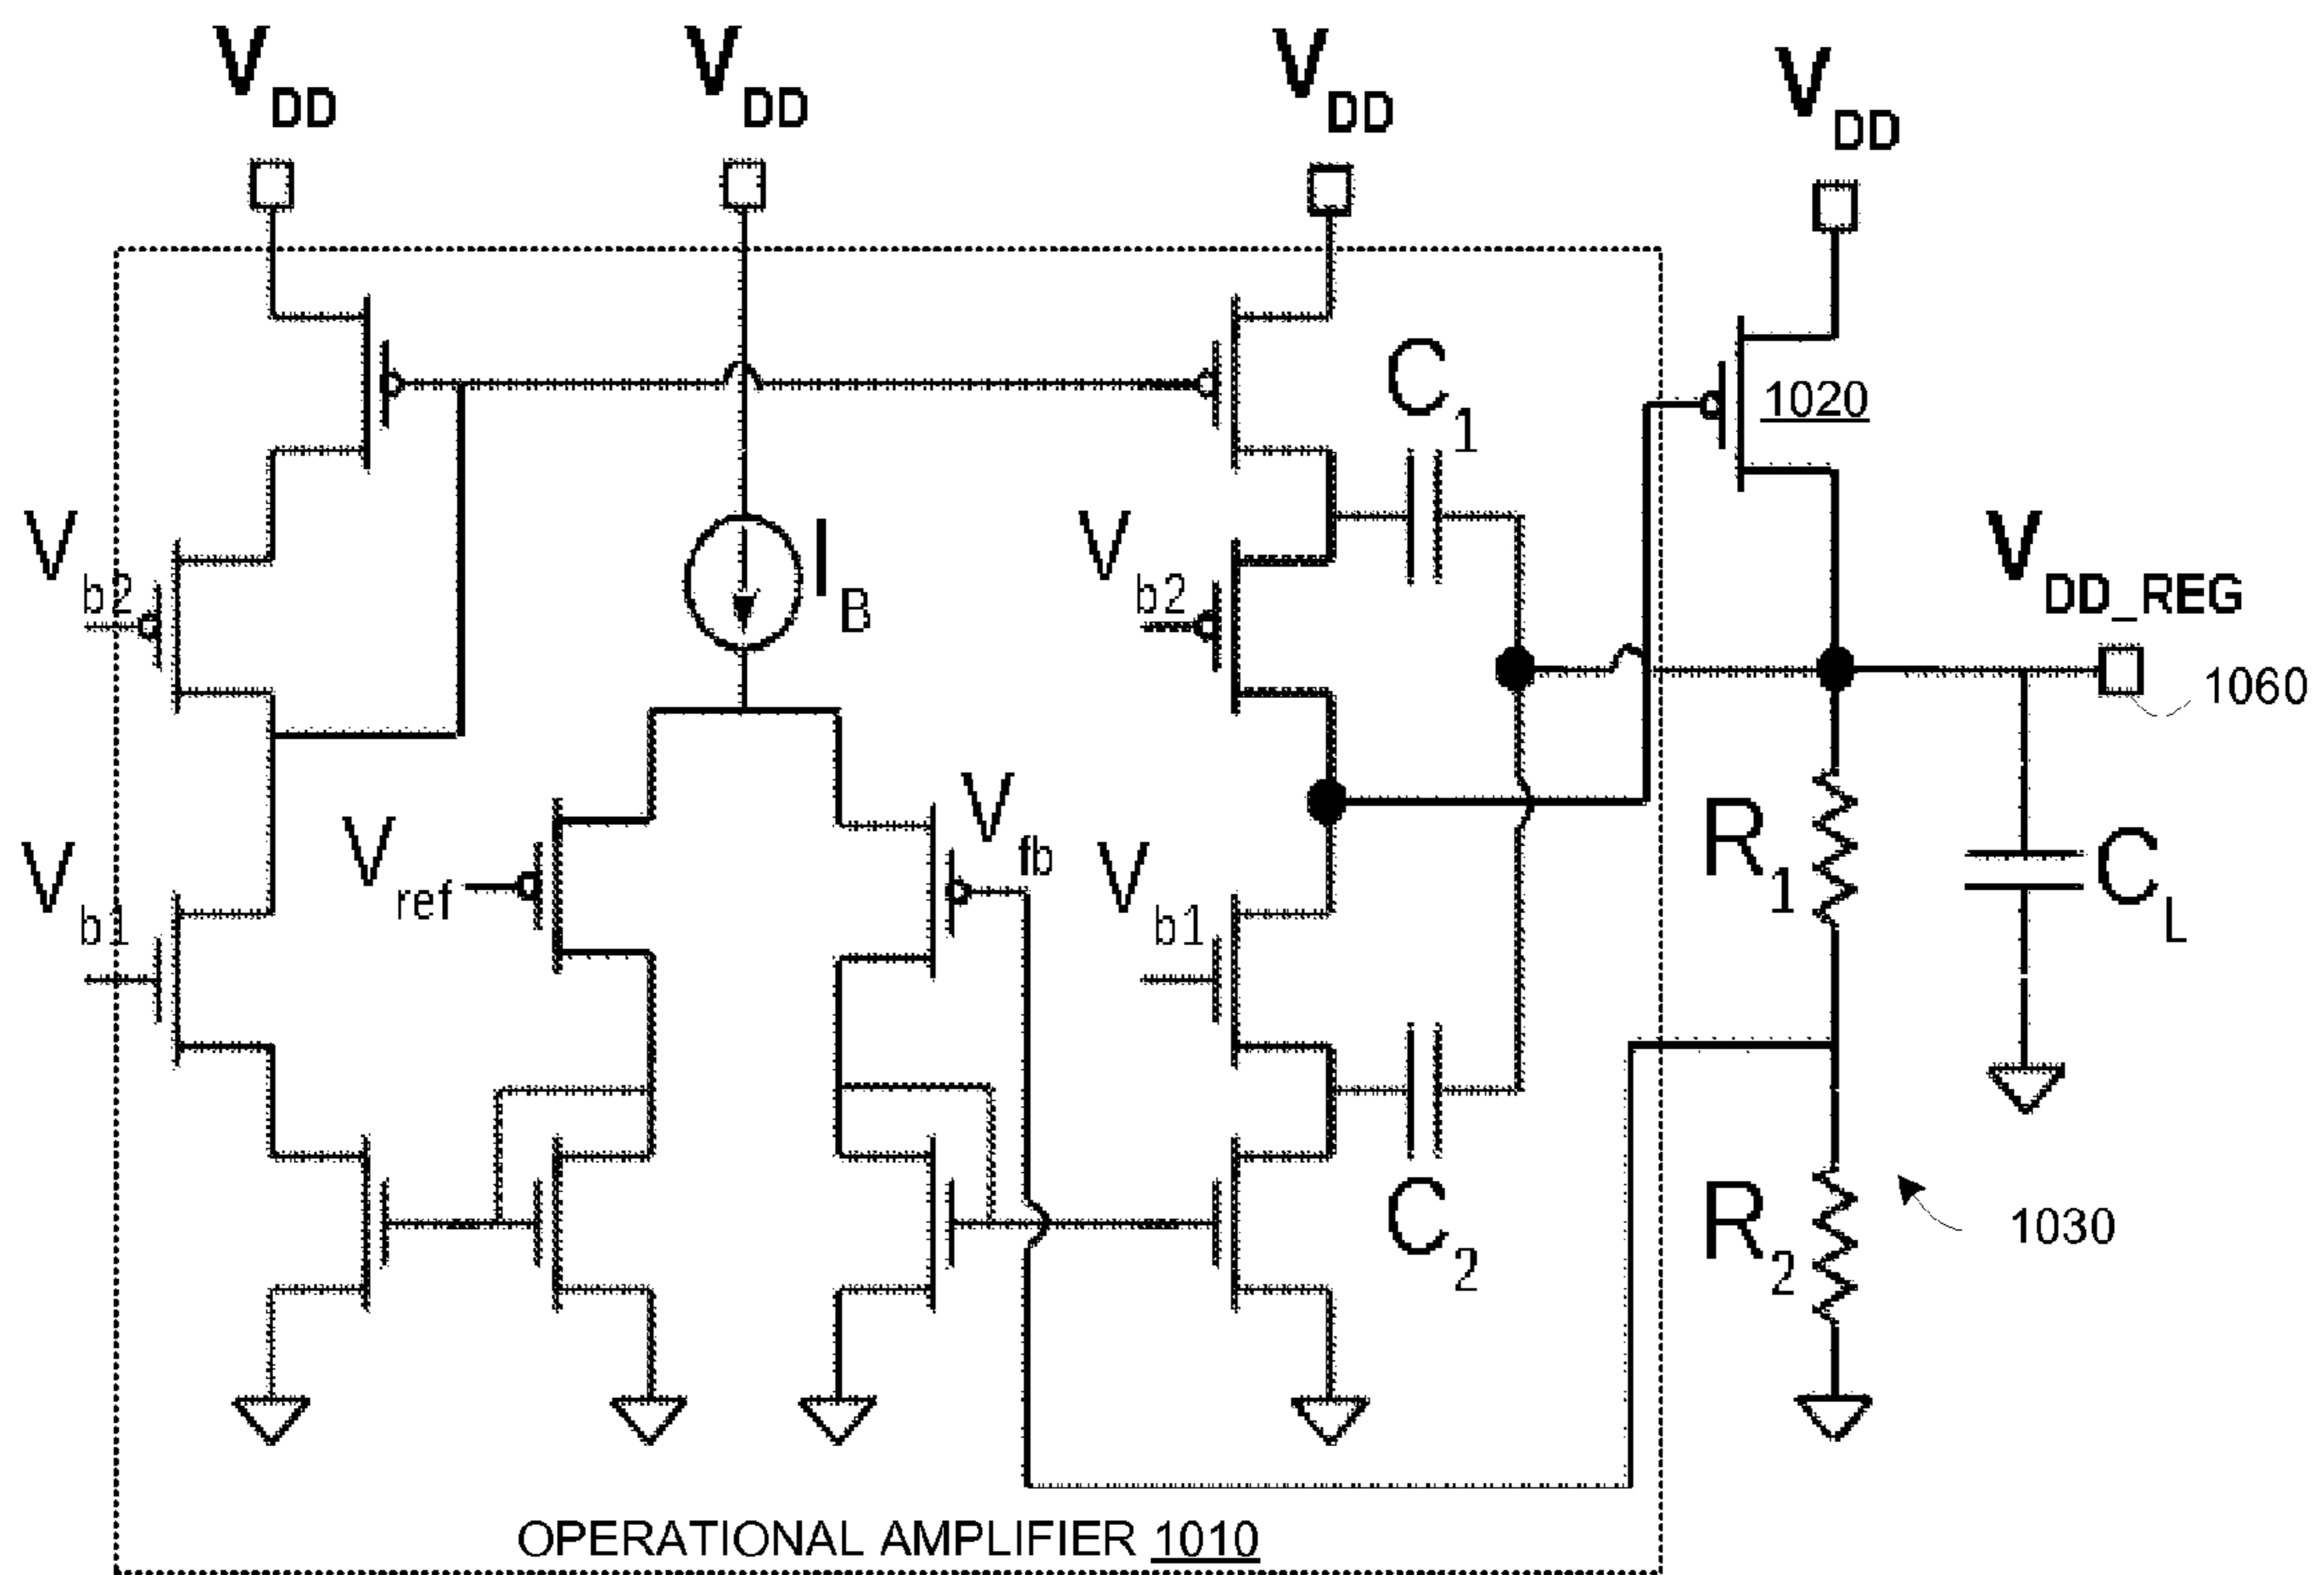 VDD VDD VDD VDD
C1
1020
Vb2 IB Vb2 VDD_REG
1060
Vref Vfb
Vb1 Vb1 R1 CL
C2 R2 1030
OPERATIONAL AMPLIFIER 1010